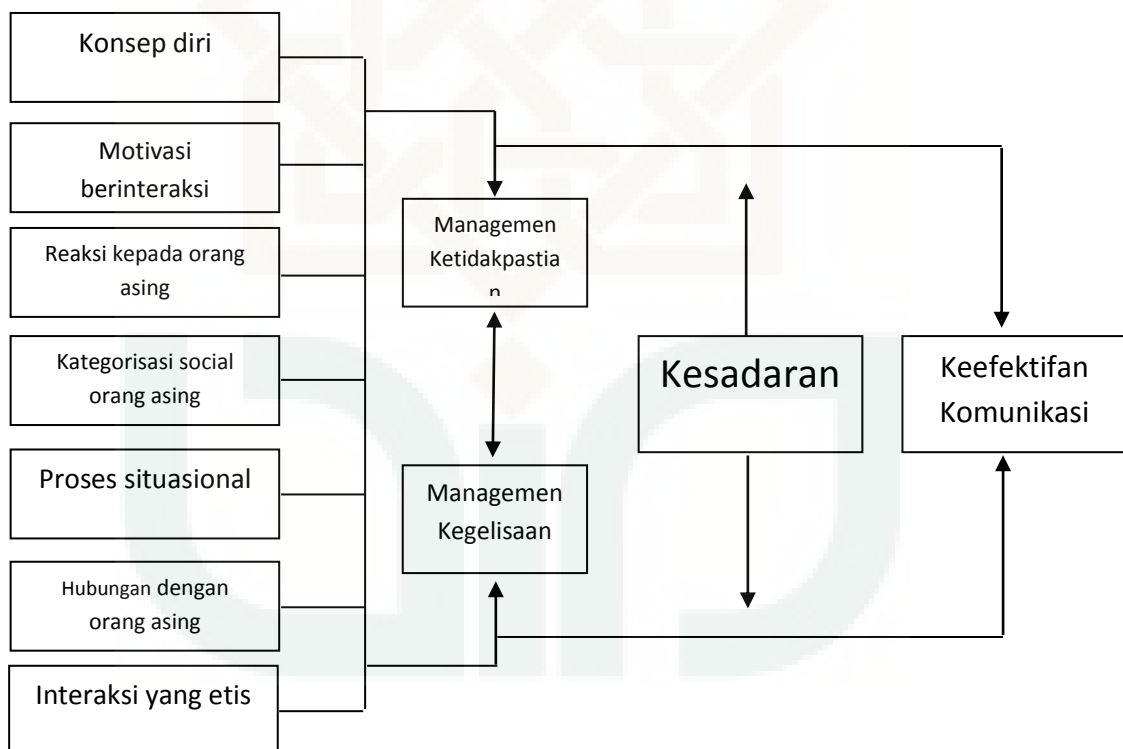 Konsep diri
Motivasi
berinteraksi
Reaksi kepada orang
asing
Kategorisasi social
orang asing
Proses situasional
Hubungan dengan
orang asing
Interaksi yang etis
Managemen
Ketidakpastia
n
Managemen
Kegelisaan
Kesadaran
Keefektifan
Komunikasi